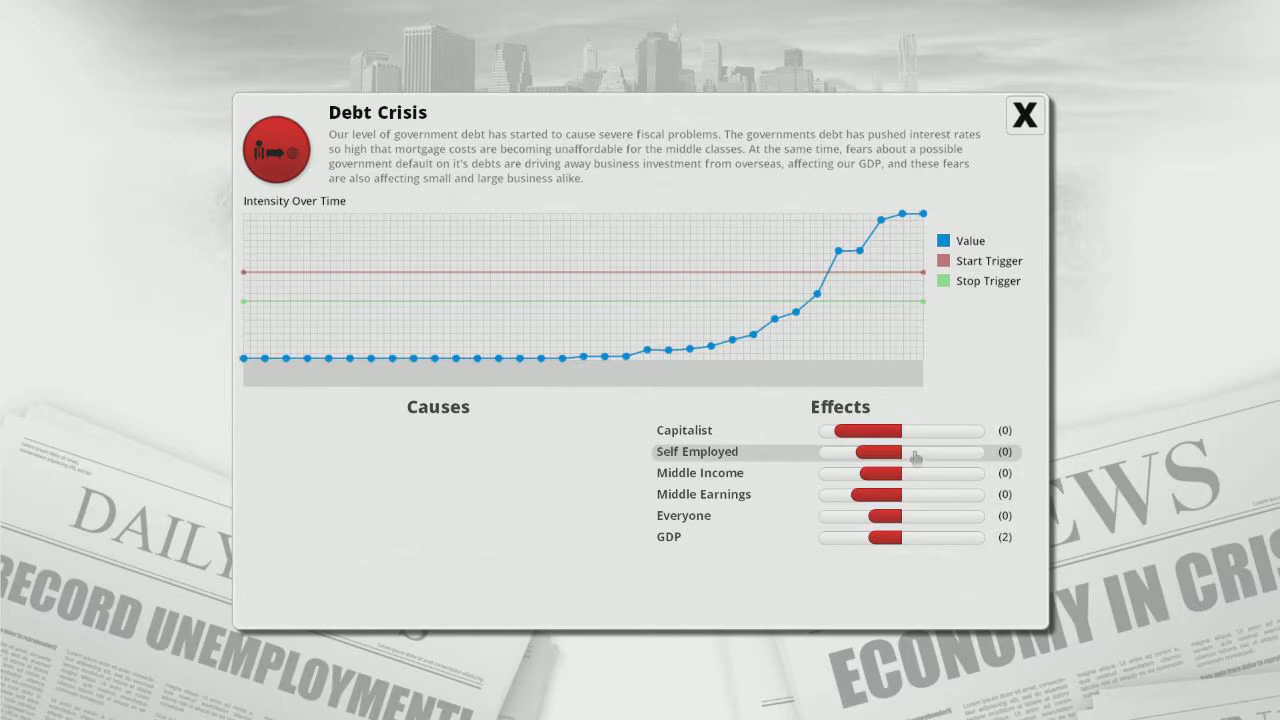 Debt Crisis
X
Our level of government debt has started to cause severe fiscal problems. The governments debt has pushed interest rates
so high that mortgage costs are becoming unaffordable for the middle classes. At the same time, fears about a possible
government default on it's debts are driving away business investment from overseas, affecting our GDP, and these fears
are also affecting small and large business alike.
Intensity Over Time
Value
Start Trigger
Stop Trigger
Causes
Effects
Capitalist (0)
Self Employed (0)
Middle Income (0)
Middle Earnings (0)
Everyone (0)
GDP (2)
DAILY
RECORD UNEMPLOYMENT
EWS
ECONOMY IN CRIS